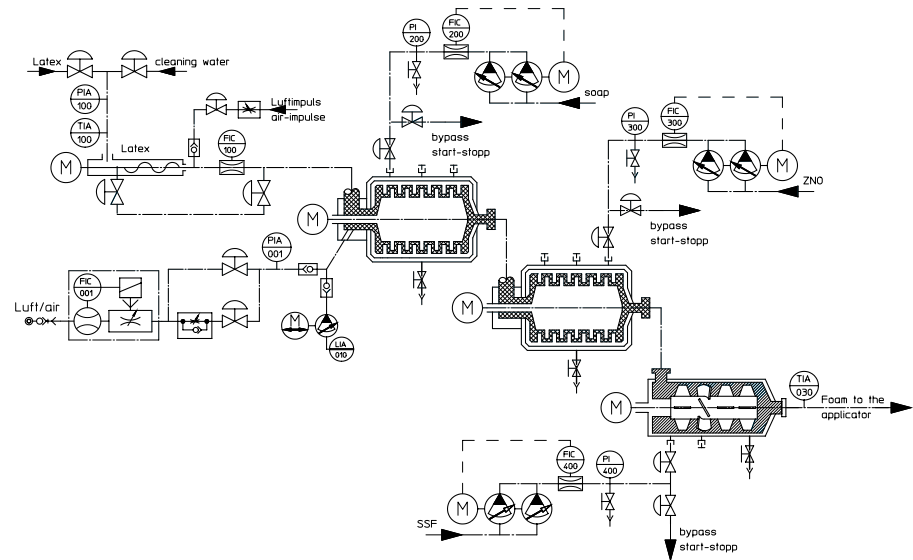 PI
200
FIC
200
M
soap
bypass
start-stopp
Latex
cleaning water
PIA
100
TIA
100
Luftimpuls
air-impulse
Latex
FIC
100
M
PI
300
FIC
300
M
ZNO
bypass
start-stopp
M
PIA
001
FIC
001
Luft/air
M
LIA
010
M
TIA
030
Foam to the
applicator
M
FIC
400
PI
400
M
SSF
bypass
start-stopp